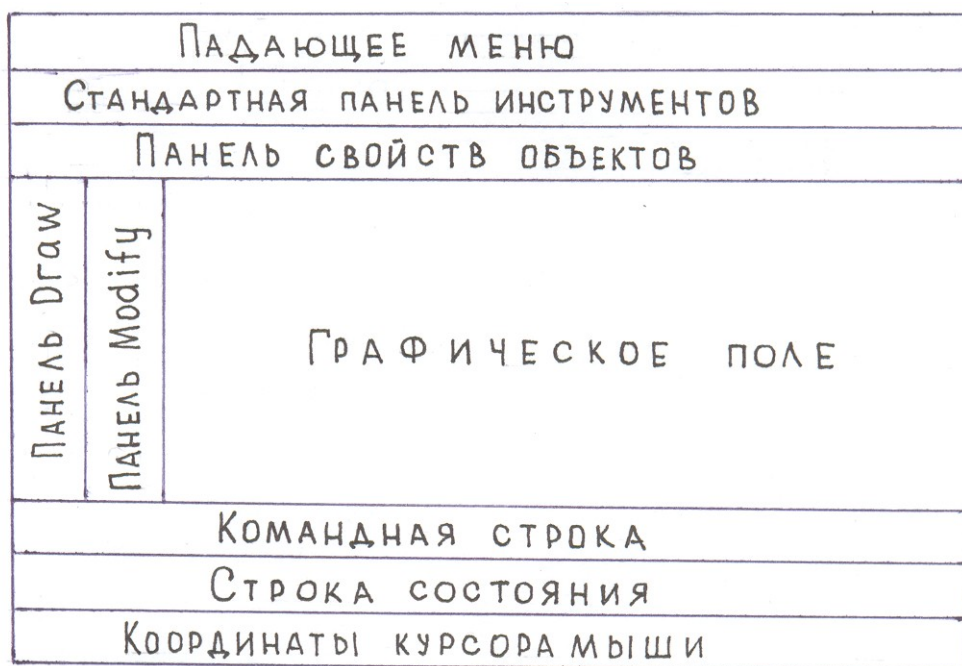 Падающее меню
Стандартная панель инструментов
Панель свойств объектов
Панель Draw
Панель Modify
Графическое поле
Командная строка
Строка состояния
Координаты курсора мыши